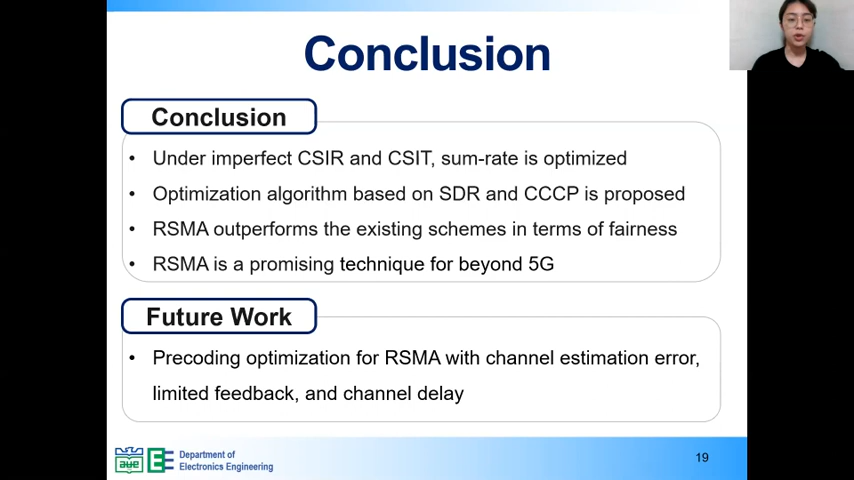 Conclusion
Conclusion
• Under imperfect CSIR and CSIT, sum-rate is optimized
• Optimization algorithm based on SDR and CCCP is proposed
• RSMA outperforms the existing schemes in terms of fairness
• RSMA is a promising technique for beyond 5G
Future Work
• Precoding optimization for RSMA with channel estimation error,
limited feedback, and channel delay
Department of
Electronics Engineering
19